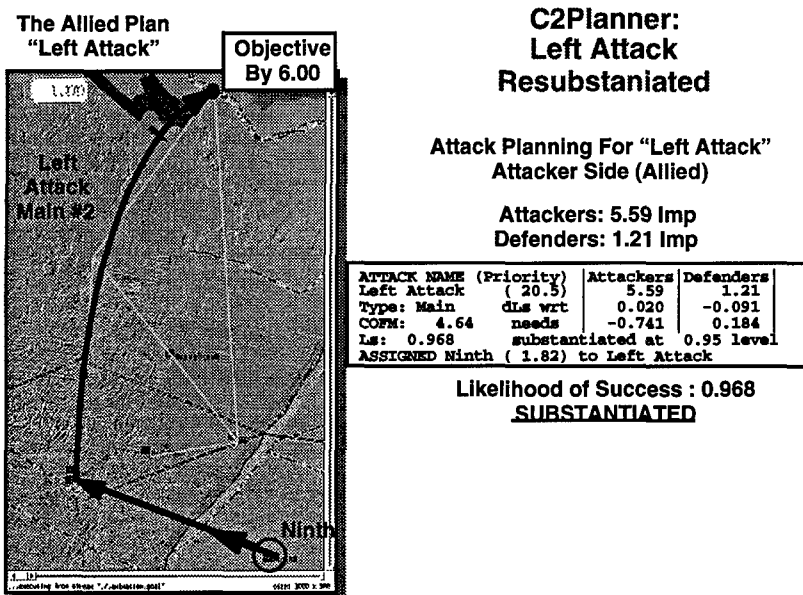 The Allied Plan
“Left Attack”
Objective
By 6.00
1.00
Left
Attack
Main #2
Ninth
C2Planner:
Left Attack
Resubstaniated
Attack Planning For “Left Attack”
Attacker Side (Allied)
Attackers: 5.59 Imp
Defenders: 1.21 Imp
ATTACK NAME (Priority) Attackers Defenders
Left Attack ( 20.5) 5.59 1.21
Type: Main dLs wrt 0.020 -0.091
COFM: 4.64 needs -0.741 0.184
Ls: 0.968 substantiated at 0.95 level
ASSIGNED Ninth ( 1.82) to Left Attack
Likelihood of Success : 0.968
SUBSTANTIATED